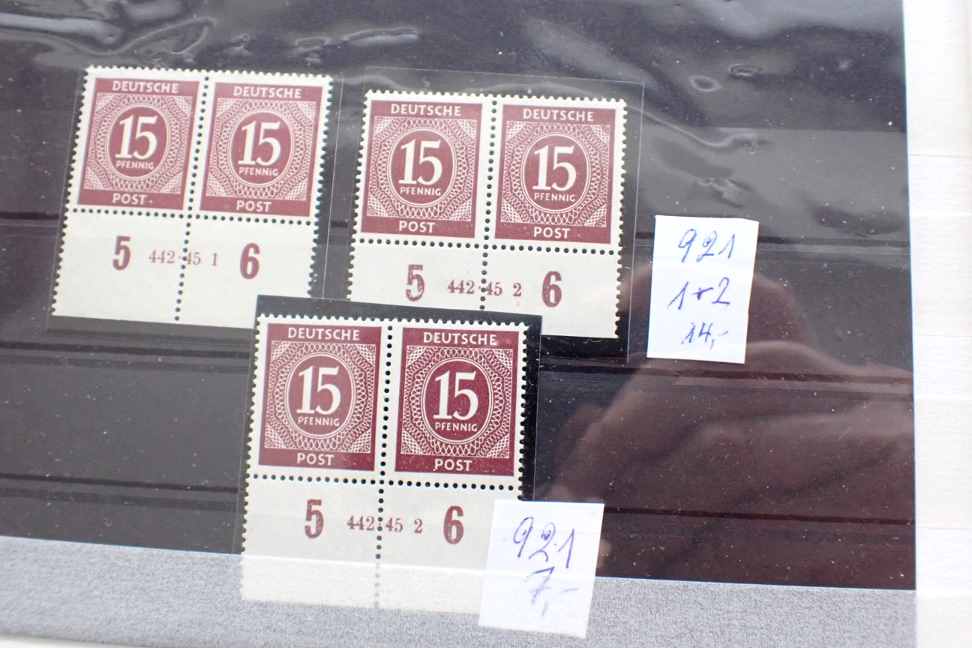 DEUTSCHE DEUTSCHE
15 15
PFENNIG PFENNIG
POST POST
5 442·45 1 6
DEUTSCHE DEUTSCHE
15 15
PFENNIG PFENNIG
POST POST
5 442·45 2 6
921
1+2
14,-
DEUTSCHE DEUTSCHE
15 15
PFENNIG PFENNIG
POST POST
5 442·45 2 6
921
7,-